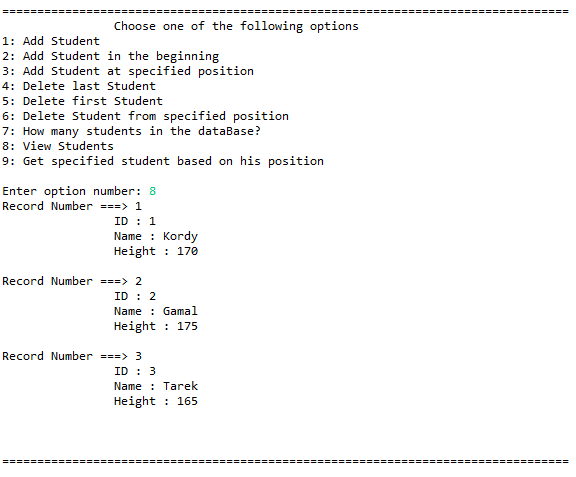 =================================================================================
Choose one of the following options
1: Add Student
2: Add Student in the beginning
3: Add Student at specified position
4: Delete last Student
5: Delete first Student
6: Delete Student from specified position
7: How many students in the dataBase?
8: View Students
9: Get specified student based on his position
Enter option number: 8
Record Number ===> 1
ID : 1
Name : Kordy
Height : 170
Record Number ===> 2
ID : 2
Name : Gamal
Height : 175
Record Number ===> 3
ID : 3
Name : Tarek
Height : 165
=================================================================================